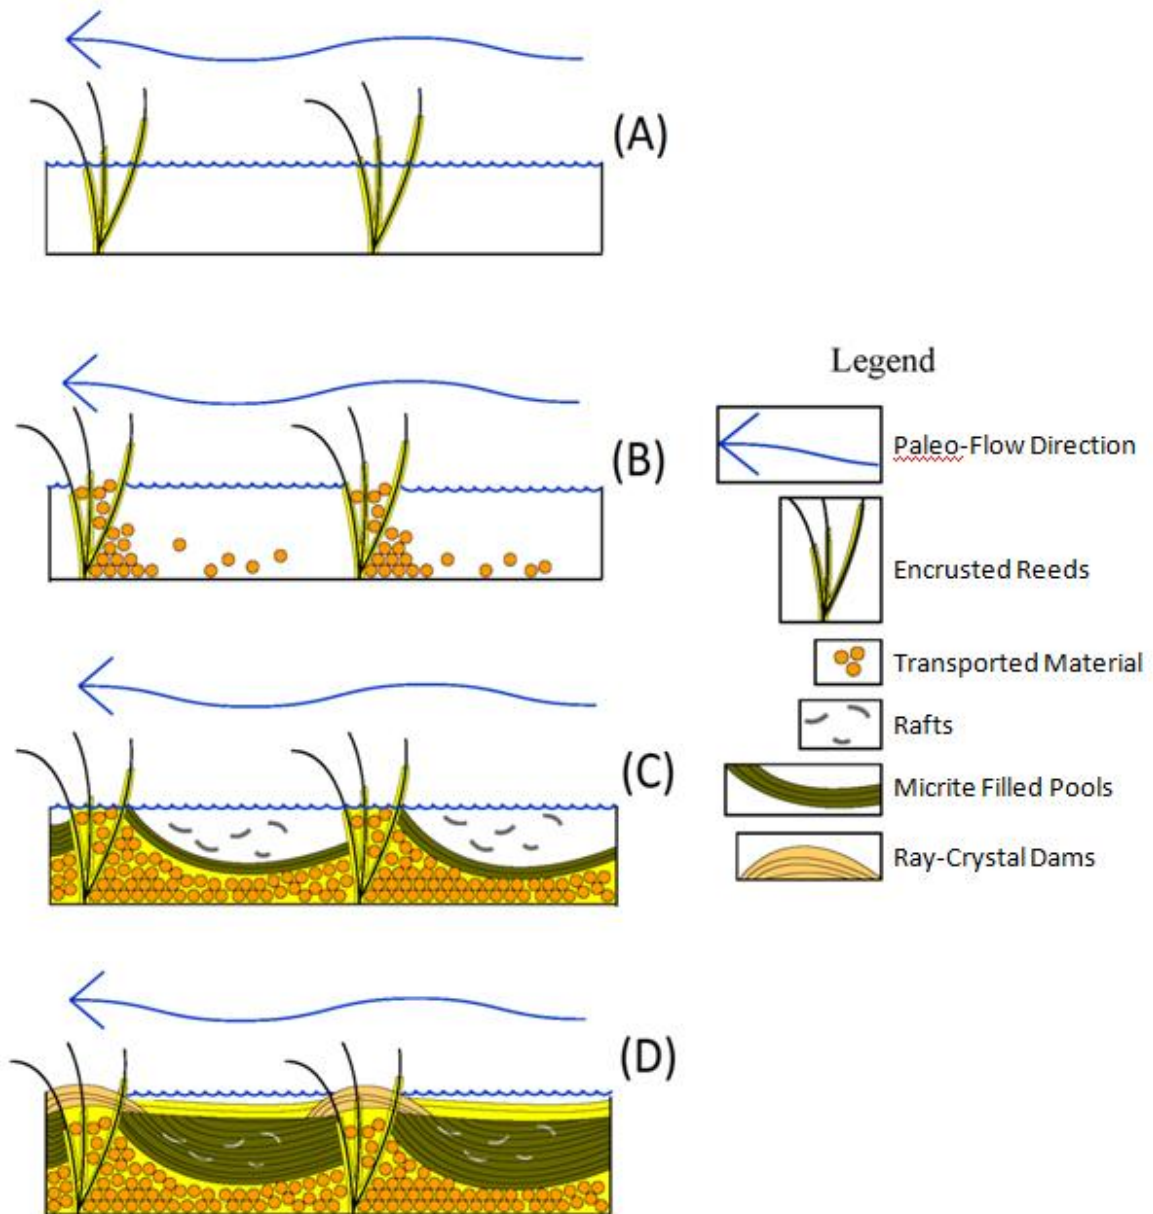 (A)
(B)
Legend
Paleo-Flow Direction
Encrusted Reeds
Transported Material
Rafts
Micrite Filled Pools
Ray-Crystal Dams
(C)
(D)